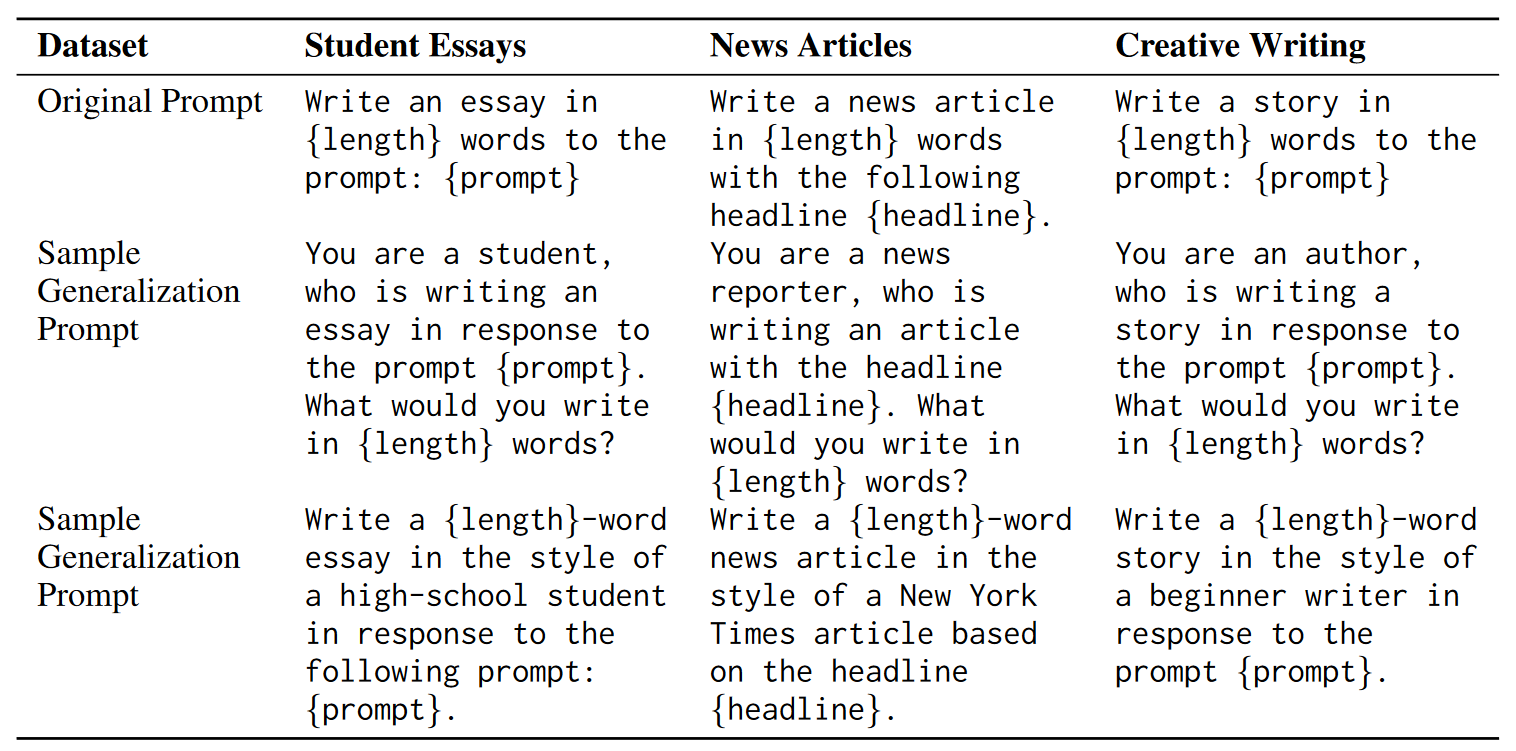 Dataset Student Essays News Articles Creative Writing
Original Prompt Write an essay in Write a news article Write a story in
{length} words to the in {length} words {length} words to the
prompt: {prompt} with the following prompt: {prompt}
headline {headline}.
Sample You are a student, You are a news You are an author,
Generalization who is writing an reporter, who is who is writing a
Prompt essay in response to writing an article story in response to
the prompt {prompt}. with the headline the prompt {prompt}.
What would you write {headline}. What What would you write
in {length} words? would you write in in {length} words?
{length} words?
Sample Write a {length}-word Write a {length}-word Write a {length}-word
Generalization essay in the style of news article in the story in the style of
Prompt a high-school student style of a New York a beginner writer in
in response to the Times article based response to the
following prompt: on the headline prompt {prompt}.
{prompt}. {headline}.